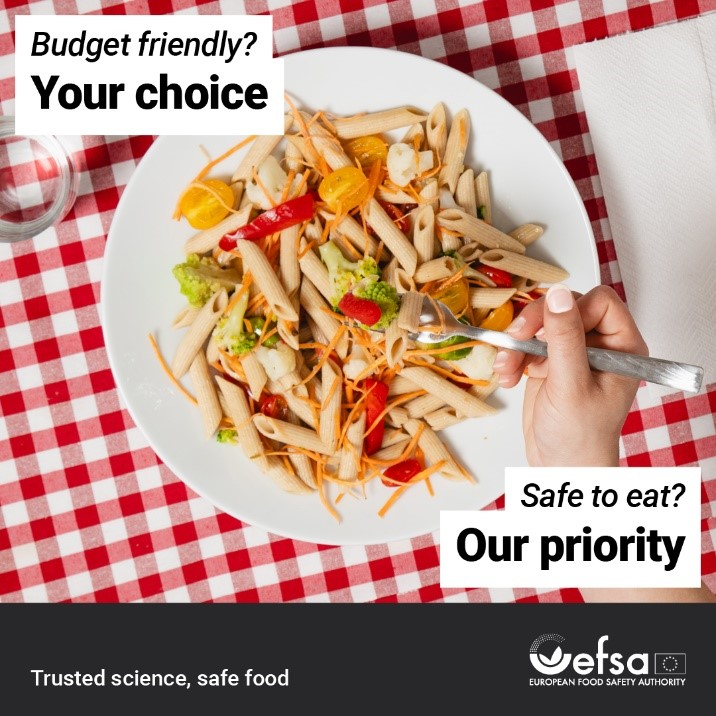 Budget friendly?
Your choice
Safe to eat?
Our priority
Trusted science, safe food
efsa
EUROPEAN FOOD SAFETY AUTHORITY